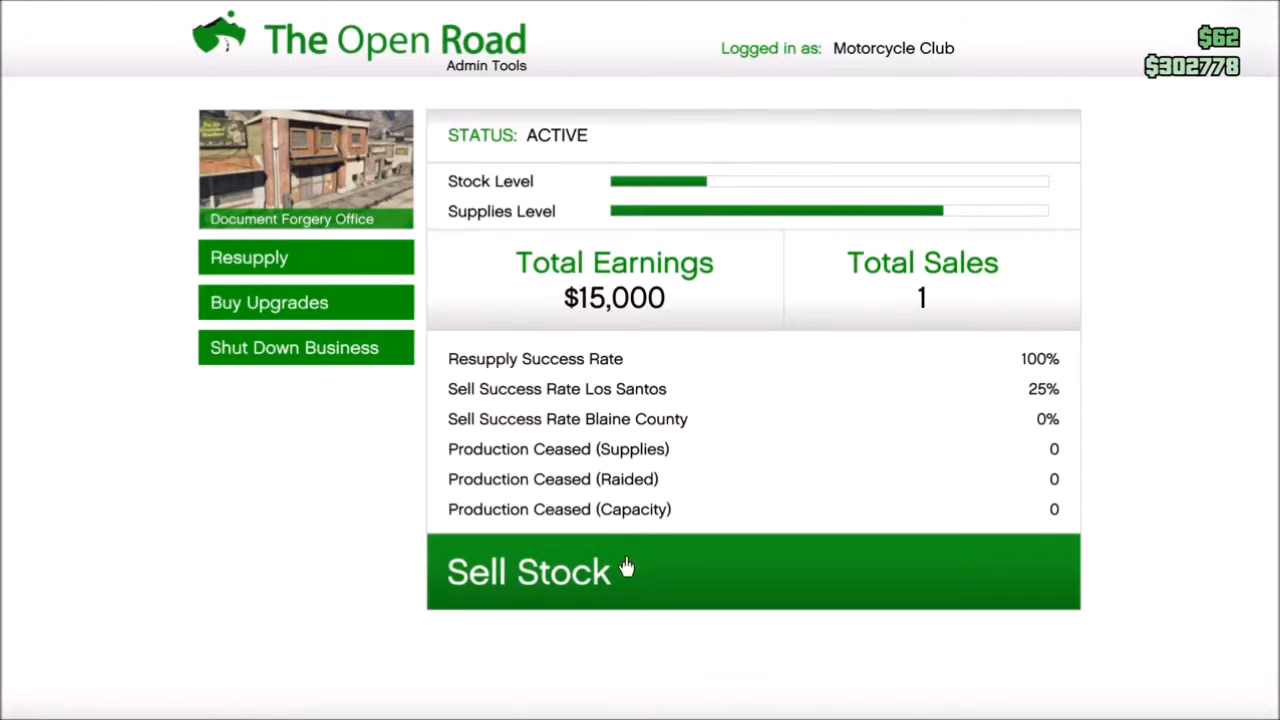 The Open Road
Admin Tools
Logged in as: Motorcycle Club
$62
$302778
Document Forgery Office
Resupply
Buy Upgrades
Shut Down Business
STATUS: ACTIVE
Stock Level
Supplies Level
Total Earnings
$15,000
Total Sales
1
Resupply Success Rate 100%
Sell Success Rate Los Santos 25%
Sell Success Rate Blaine County 0%
Production Ceased (Supplies) 0
Production Ceased (Raided) 0
Production Ceased (Capacity) 0
Sell Stock